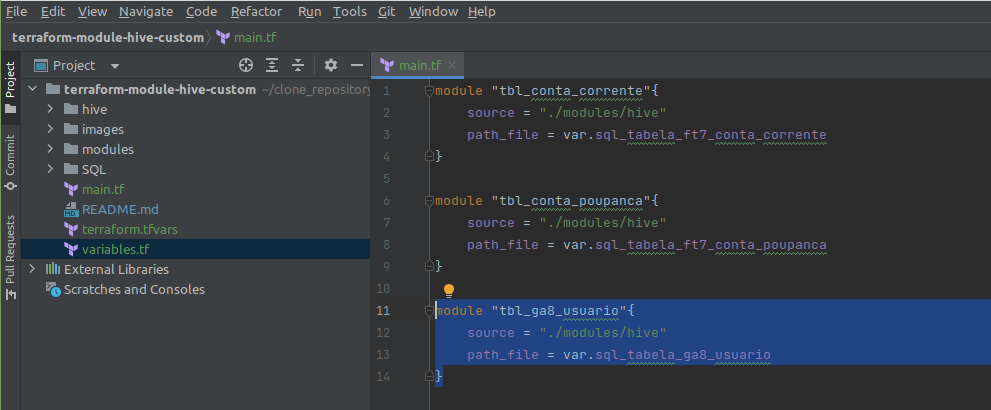 File Edit View Navigate Code Refactor Run Tools Git Window Help
terraform-module-hive-custom main.tf
Project
Commit
Pull Requests
Project
terraform-module-hive-custom ~/clone_repository
hive
images
modules
SQL
main.tf
README.md
terraform.tfvars
variables.tf
External Libraries
Scratches and Consoles
main.tf
1 module "tbl_conta_corrente"{
2 source = "./modules/hive"
3 path_file = var.sql_tabela_ft7_conta_corrente
4 }
5
6 module "tbl_conta_poupanca"{
7 source = "./modules/hive"
8 path_file = var.sql_tabela_ft7_conta_poupanca
9 }
10
11 module "tbl_ga8_usuario"{
12 source = "./modules/hive"
13 path_file = var.sql_tabela_ga8_usuario
14 }